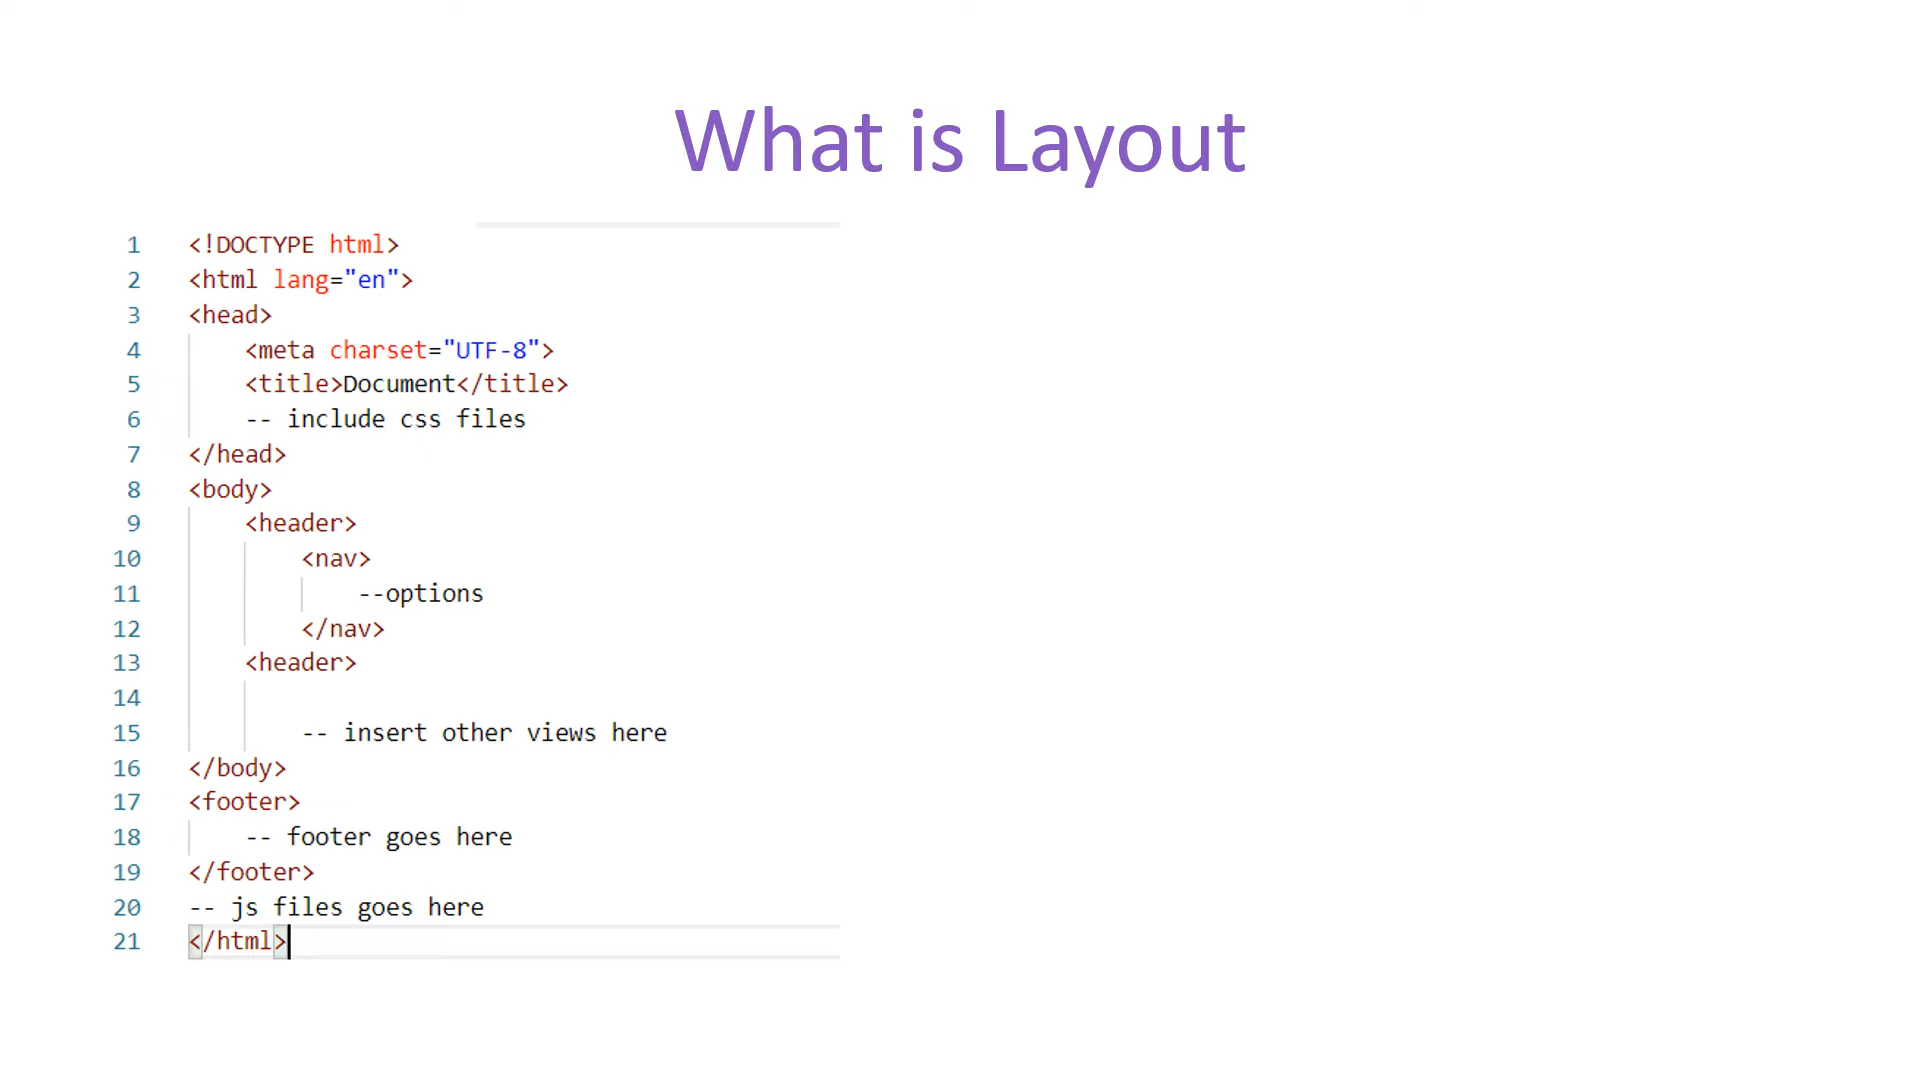 What is Layout
1 <!DOCTYPE html>
2 <html lang="en">
3 <head>
4 <meta charset="UTF-8">
5 <title>Document</title>
6 -- include css files
7 </head>
8 <body>
9 <header>
10 <nav>
11 --options
12 </nav>
13 <header>
14
15 -- insert other views here
16 </body>
17 <footer>
18 -- footer goes here
19 </footer>
20 -- js files goes here
21 </html>